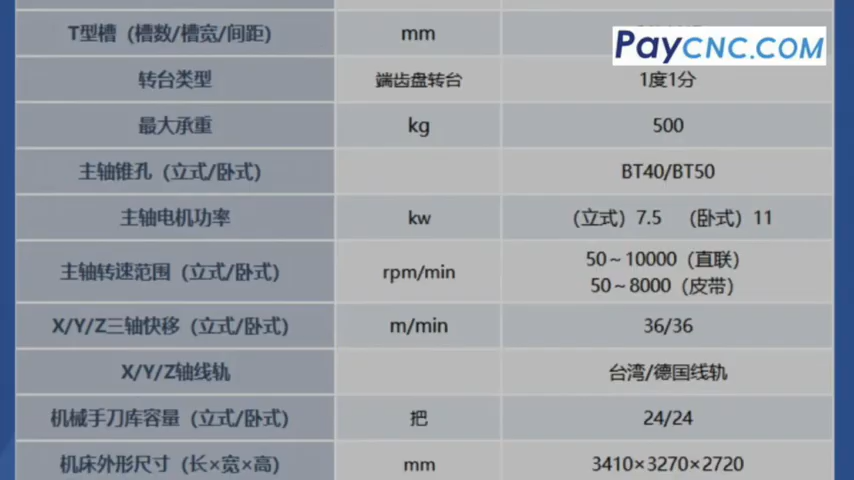 T型槽（槽数/槽宽/间距） mm
PayCNC.COM
转台类型 端齿盘转台 1度1分
最大承重 kg 500
主轴锥孔（立式/卧式） BT40/BT50
主轴电机功率 kw （立式）7.5 （卧式）11
主轴转速范围（立式/卧式） rpm/min 50～10000（直联）
50～8000（皮带）
X/Y/Z三轴快移（立式/卧式） m/min 36/36
X/Y/Z轴线轨 台湾/德国线轨
机械手刀库容量（立式/卧式） 把 24/24
机床外形尺寸（长×宽×高） mm 3410×3270×2720